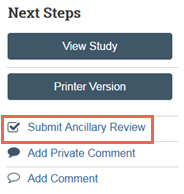 Next Steps
View Study
Printer Version
Submit Ancillary Review
Add Private Comment
Add Comment